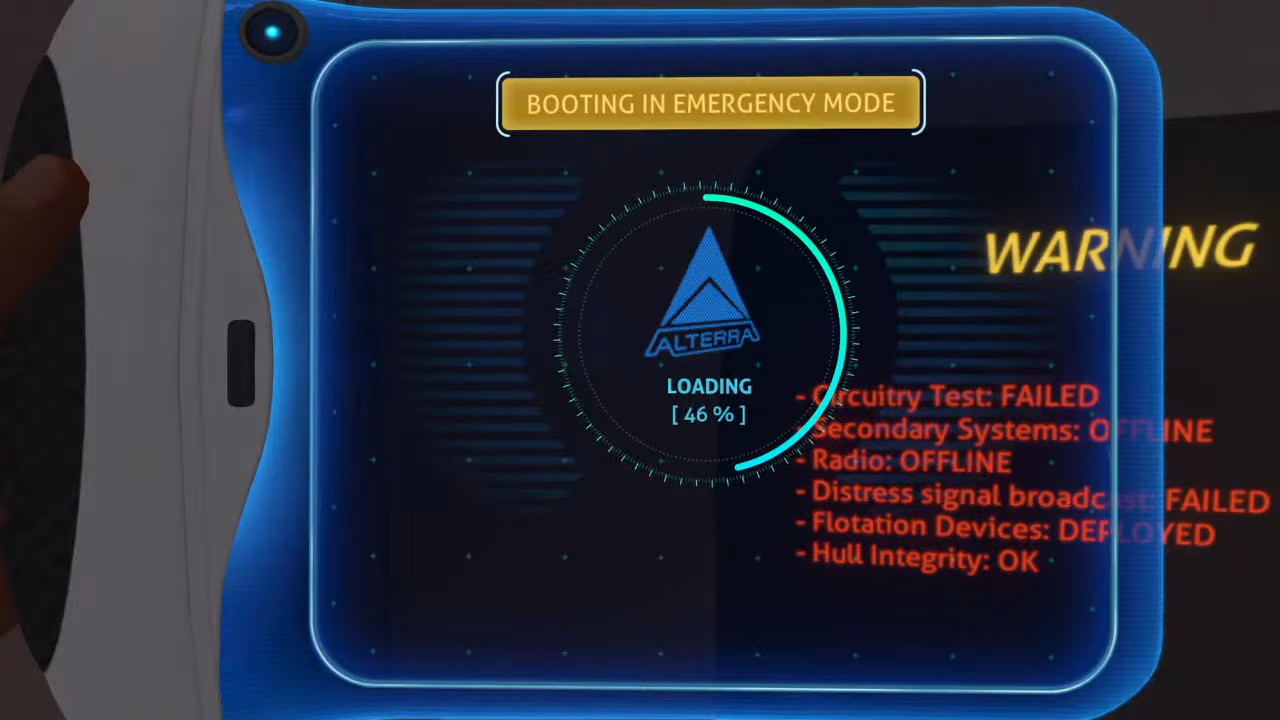 BOOTING IN EMERGENCY MODE
WARNING
ALTERRA
LOADING
[ 46 % ]
- Circuitry Test: FAILED
- Secondary Systems: OFFLINE
- Radio: OFFLINE
- Distress signal broadcast: FAILED
- Flotation Devices: DEPLOYED
- Hull Integrity: OK